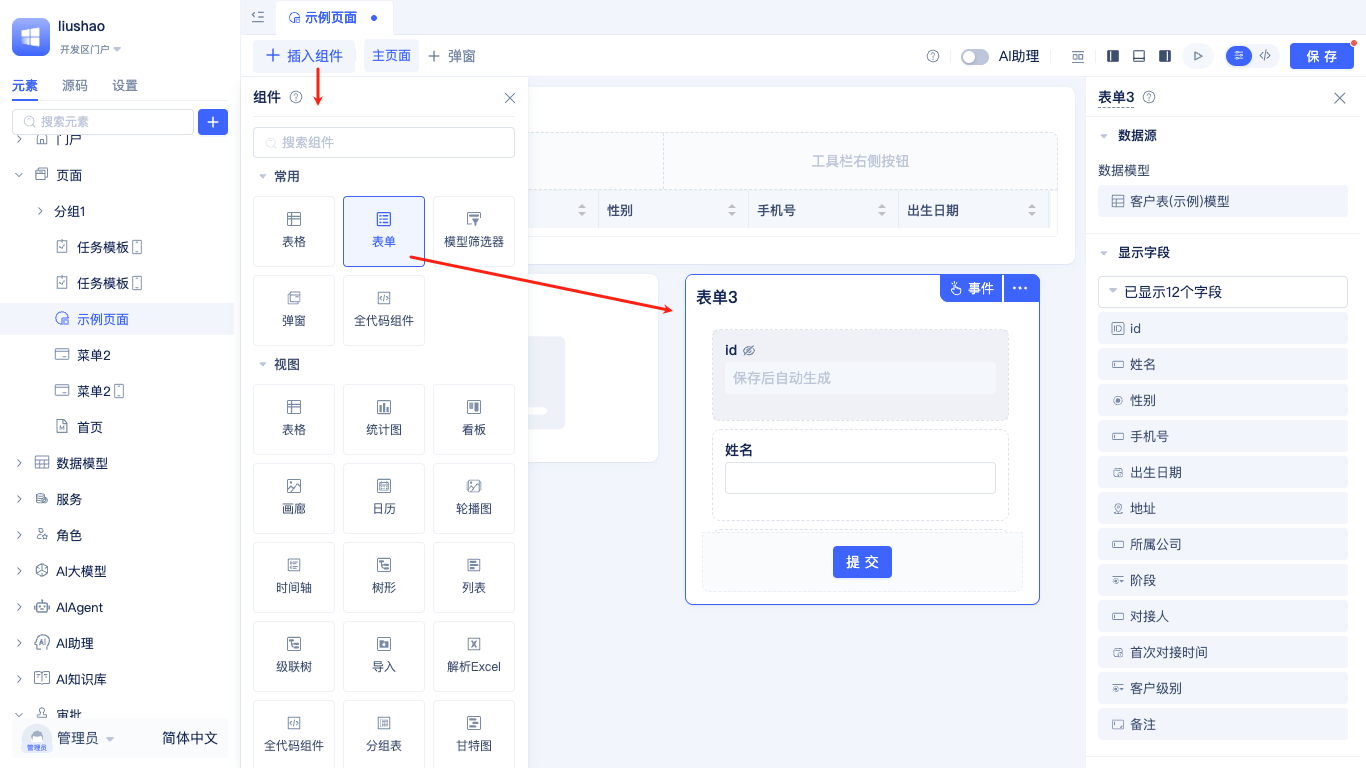 liushao
开发区门户
元素
源码
设置
搜索元素
门户
页面
分组1
任务模板
任务模板
示例页面
菜单2
菜单2
首页
数据模型
服务
角色
AI大模型
AIAgent
AI助理
AI知识库
审批
管理员
管理员
简体中文
示例页面
插入组件
主页面
弹窗
AI助理
保存
组件
搜索组件
常用
表格
表单
模型筛选器
弹窗
全代码组件
视图
表格
统计图
看板
画廊
日历
轮播图
时间轴
树形
列表
级联树
导入
解析Excel
全代码组件
分组表
甘特图
工具栏右侧按钮
性别
手机号
出生日期
表单3
事件
id
保存后自动生成
姓名
提交
表单3
数据源
数据模型
客户表(示例)模型
显示字段
已显示12个字段
id
姓名
性别
手机号
出生日期
地址
所属公司
阶段
对接人
首次对接时间
客户级别
备注